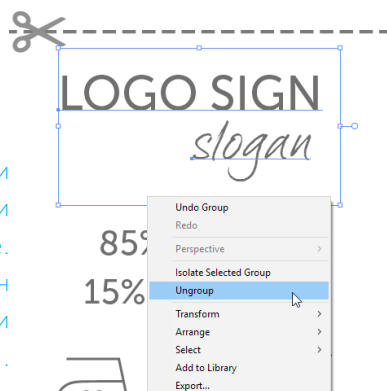 LOGO SIGN
slogan
Undo Group
Redo
Perspective
Isolate Selected Group
Ungroup
Transform
Arrange
Select
Add to Library
Export...
85%
15%
и
и
е.
н
и
.